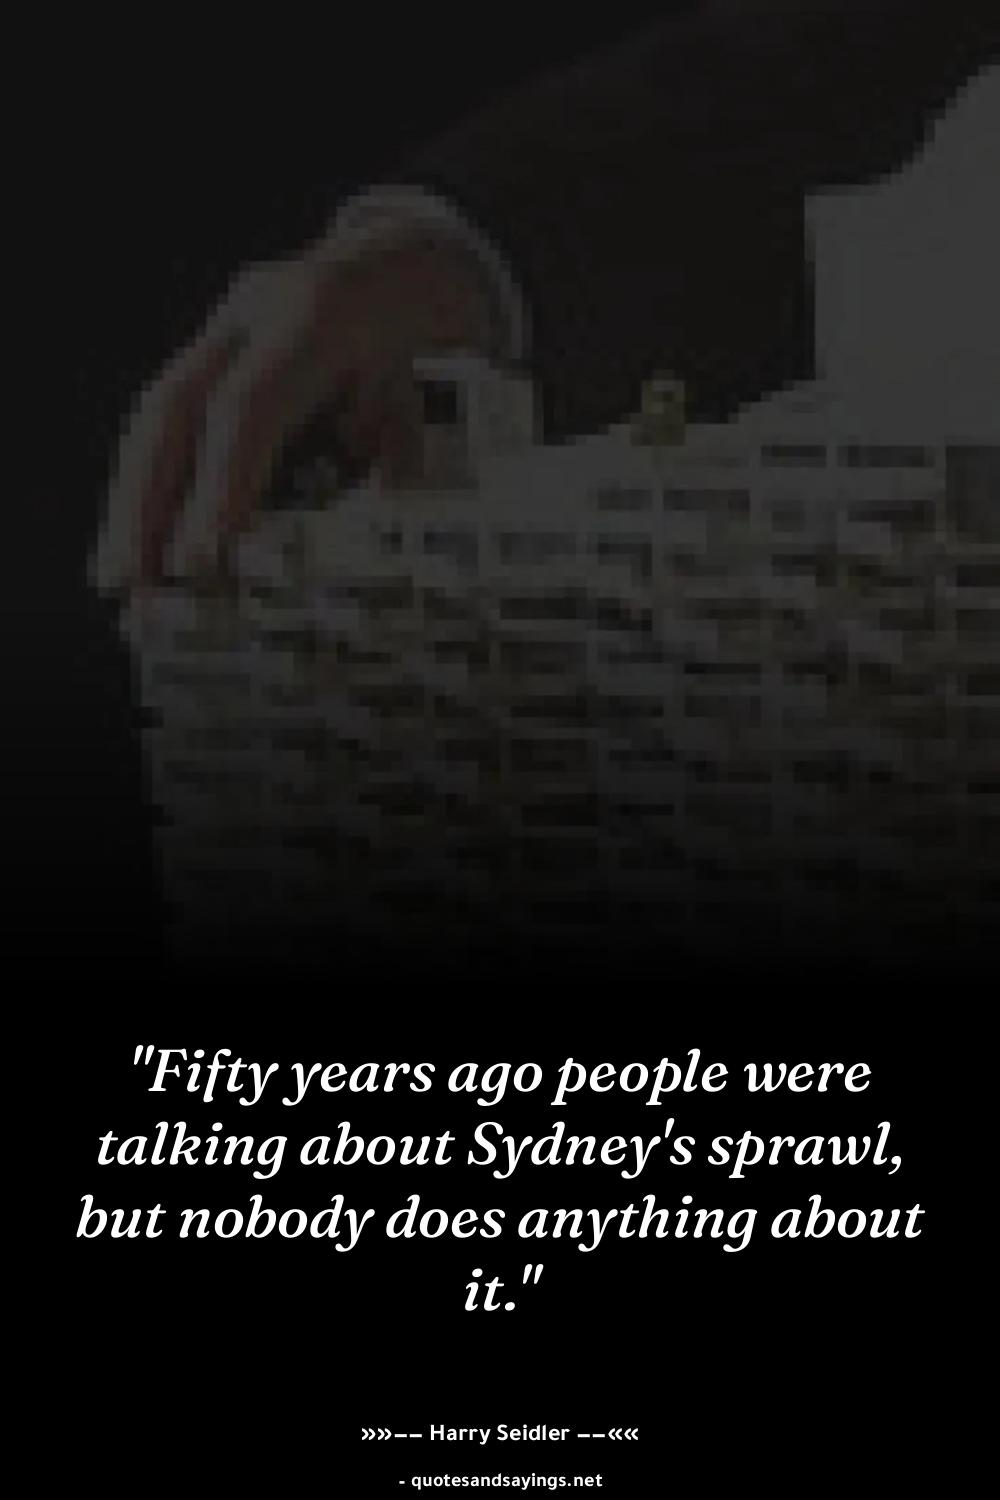 "Fifty years ago people were
talking about Sydney's sprawl,
but nobody does anything about
it."
»»−− Harry Seidler −−««
- quotesandsayings.net